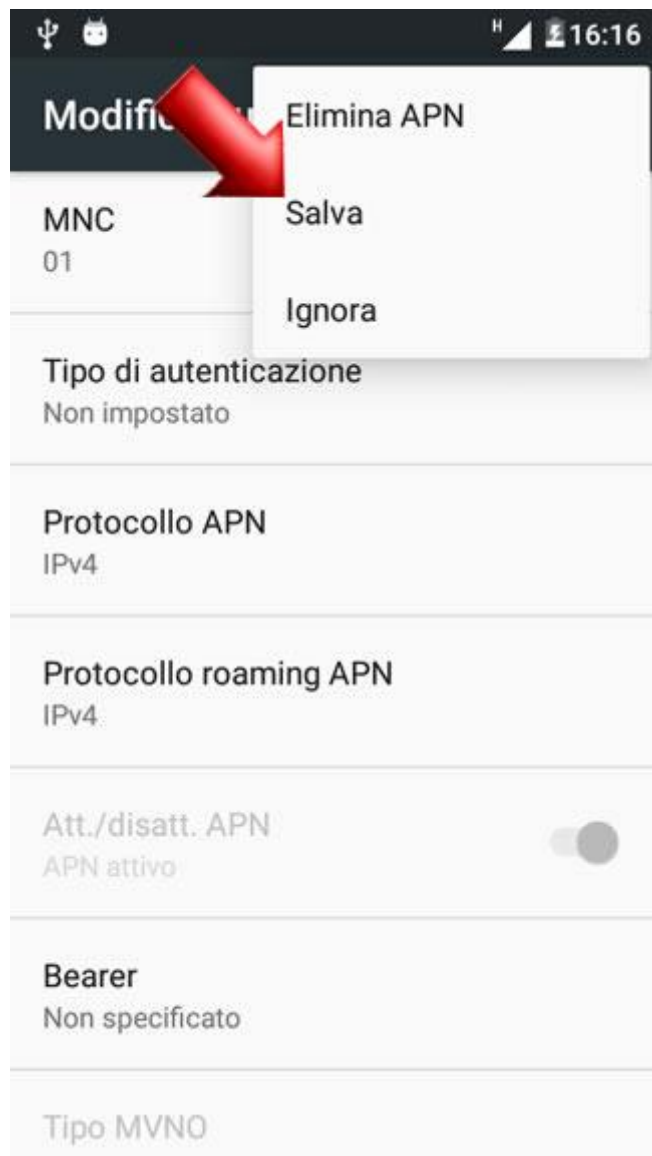 H 16:16
Elimina APN
Salva
Ignora
MNC
01
Tipo di autenticazione
Non impostato
Protocollo APN
IPv4
Protocollo roaming APN
IPv4
Att./disatt. APN
APN attivo
Bearer
Non specificato
Tipo MVNO